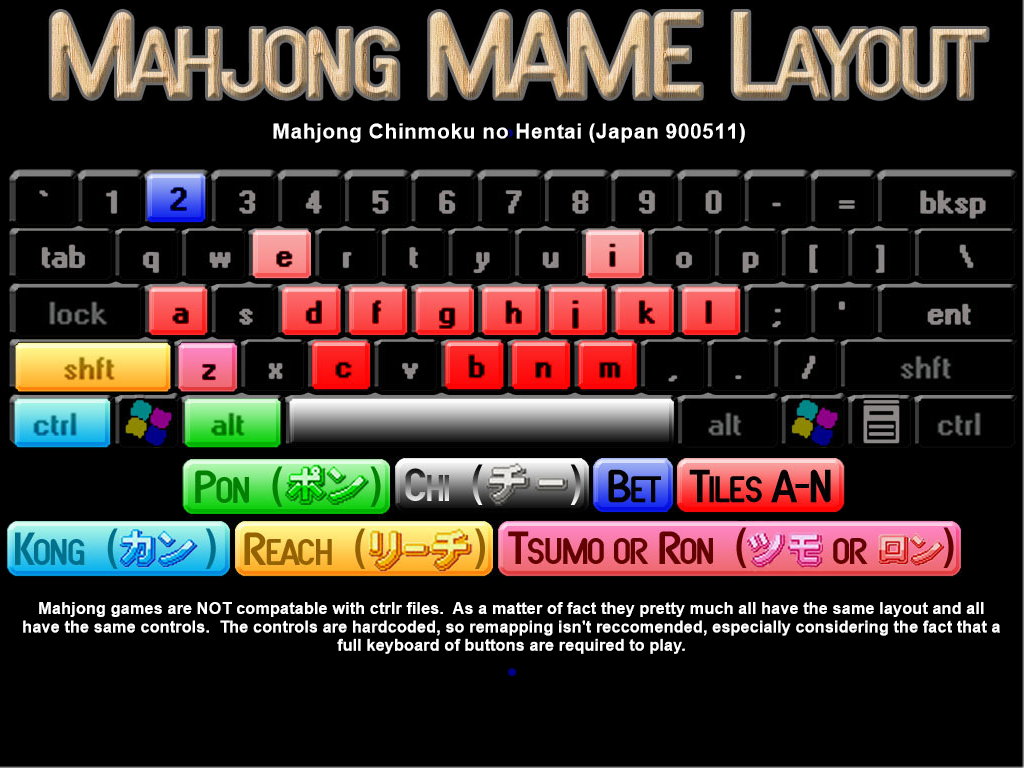 Mahjong MAME Layout
Mahjong Chinmoku no Hentai (Japan 900511)
` 1 2 3 4 5 6 7 8 9 0 - = bksp
tab q w e r t y u i o p [ ] \
lock a s d f g h j k l ; ' ent
shft z x c v b n m , . / shft
ctrl alt alt ctrl
Pon (ポン) Chi (チー) Bet Tiles A-N
Kong (カン) Reach (リーチ) Tsumo or Ron (ツモ or ロン)
Mahjong games are NOT compatable with ctrlr files. As a matter of fact they pretty much all have the same layout and all
have the same controls. The controls are hardcoded, so remapping isn't reccomended, especially considering the fact that a
full keyboard of buttons are required to play.